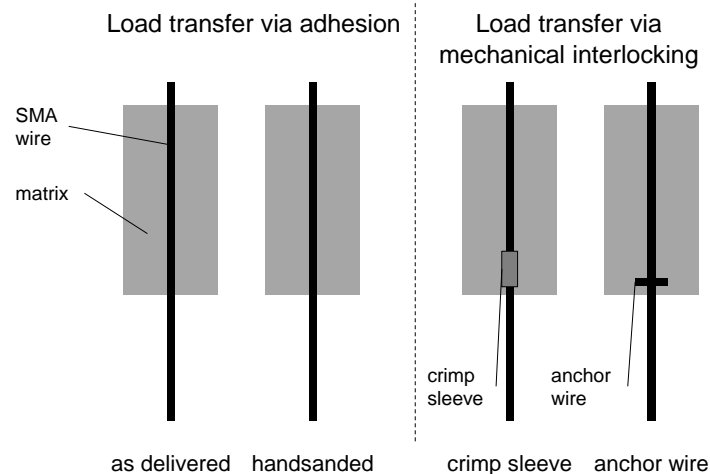 Load transfer via adhesion
Load transfer via
mechanical interlocking
SMA
wire
matrix
crimp
sleeve
anchor
wire
as delivered
handsanded
crimp sleeve
anchor wire